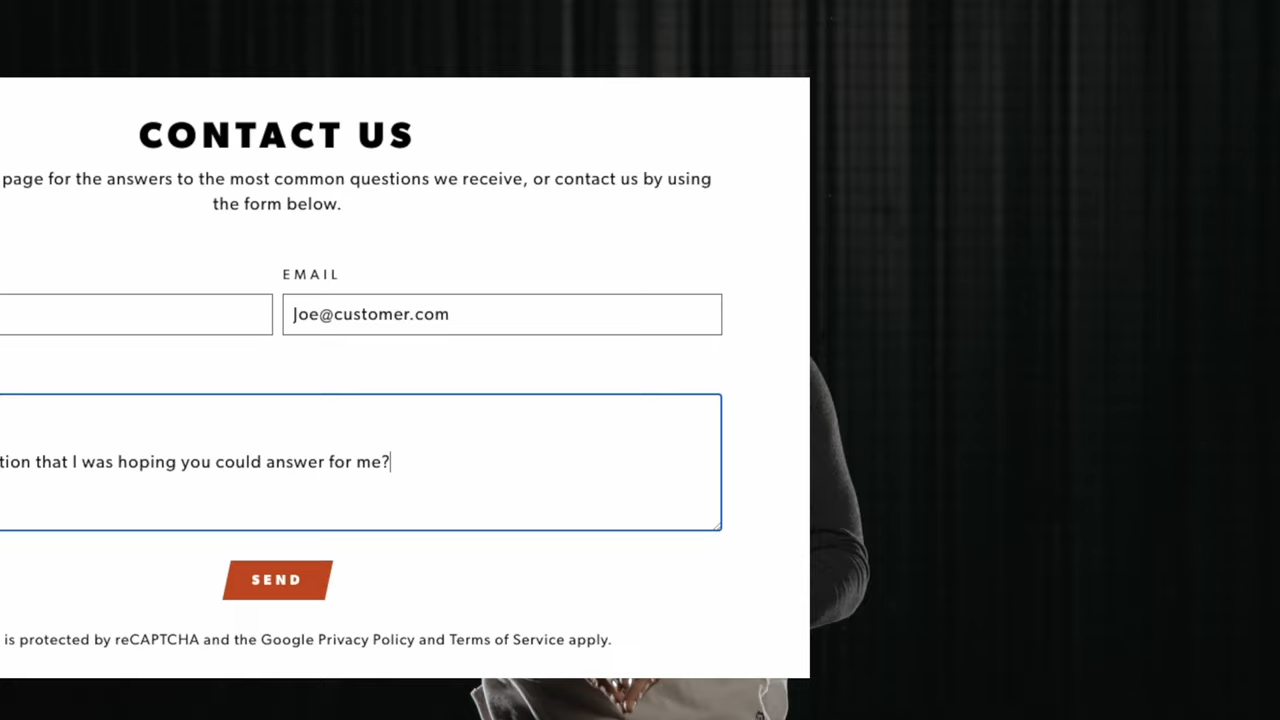 CONTACT US
page for the answers to the most common questions we receive, or contact us by using
the form below.
EMAIL
Joe@customer.com
tion that I was hoping you could answer for me?
SEND
is protected by reCAPTCHA and the Google Privacy Policy and Terms of Service apply.